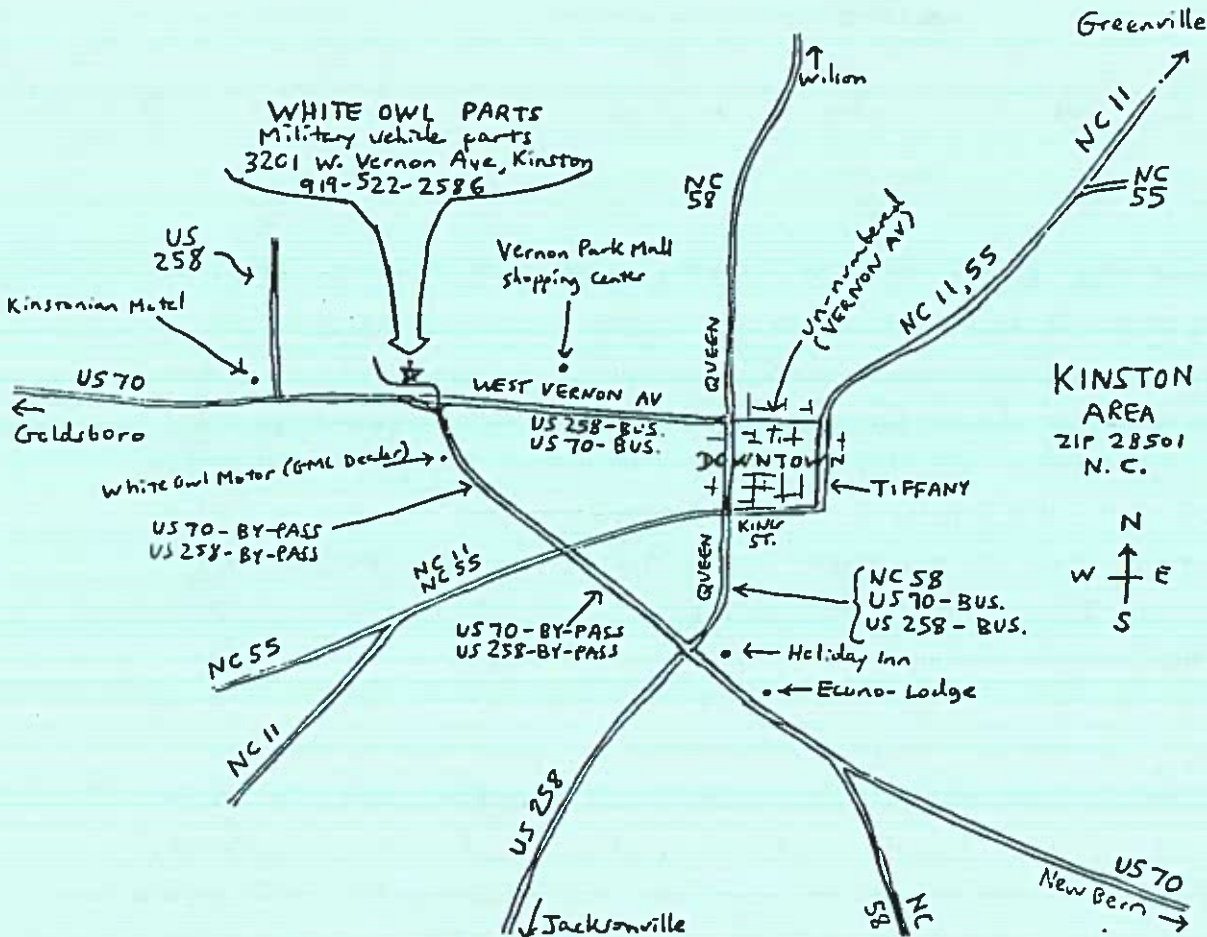 Greenville
Wilson
WHITE OWL PARTS
Military vehicle parts
3201 W. Vernon Ave, Kinston
919-522-2586
NC 11
NC
55
NC
58
un-numbered
(VERNON AV)
US
258
Vernon Park Mall
shopping center
Kinstonian Motel
NC 11, 55
QUEEN
US 70
WEST VERNON AV
US 258-BUS.
US 70-BUS.
Goldsboro
KINSTON
AREA
ZIP 28501
N. C.
DOWNTOWN
White Owl Motor (GMC Dealer)
TIFFANY
US 70-BY-PASS
US 258-BY-PASS
KING
ST.
N
W E
S
NC 11
NC 55
QUEEN
NC 58
US 70-BUS.
US 258-BUS.
US 70-BY-PASS
US 258-BY-PASS
NC 55
Holiday Inn
Econo-Lodge
NC 11
US 258
US 70
New Bern
NC
58
Jacksonville